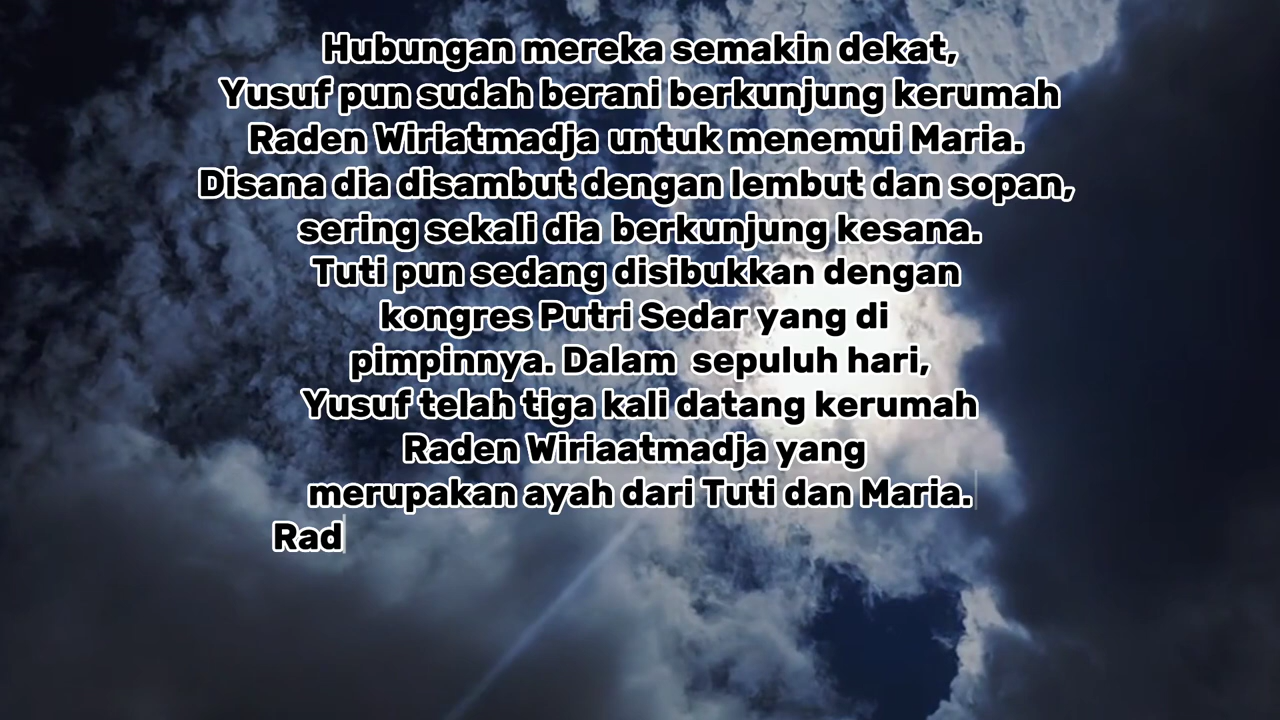 Hubungan mereka semakin dekat,
Yusuf pun sudah berani berkunjung kerumah
Raden Wiriatmadja untuk menemui Maria.
Disana dia disambut dengan lembut dan sopan,
sering sekali dia berkunjung kesana.
Tuti pun sedang disibukkan dengan
kongres Putri Sedar yang di
pimpinnya. Dalam  sepuluh hari,
Yusuf telah tiga kali datang kerumah
Raden Wiriaatmadja yang
merupakan ayah dari Tuti dan Maria.
Rad